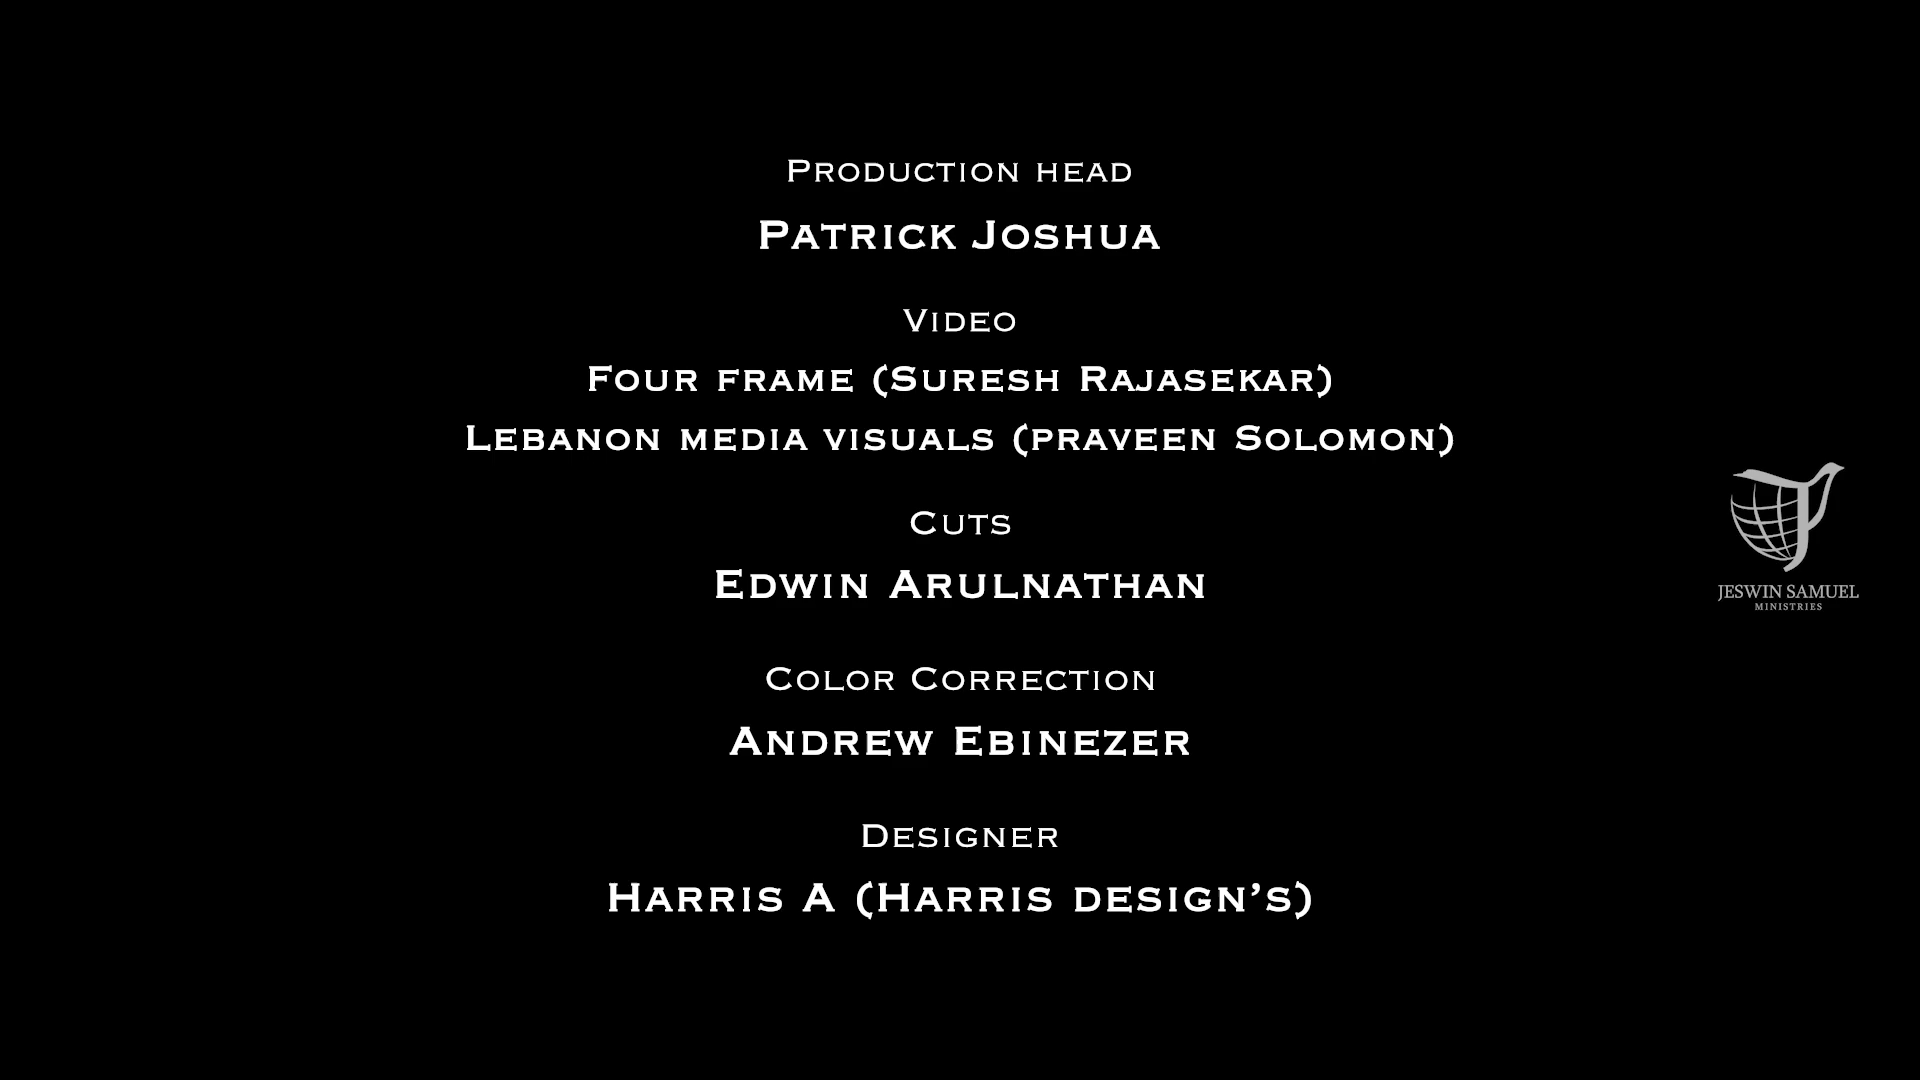 Production head
Patrick Joshua
Video
Four frame (Suresh Rajasekar)
Lebanon media visuals (praveen Solomon)
Cuts
Edwin Arulnathan
Color Correction
Andrew Ebinezer
Designer
Harris A (Harris design’s)
JESWIN SAMUEL
MINISTRIES